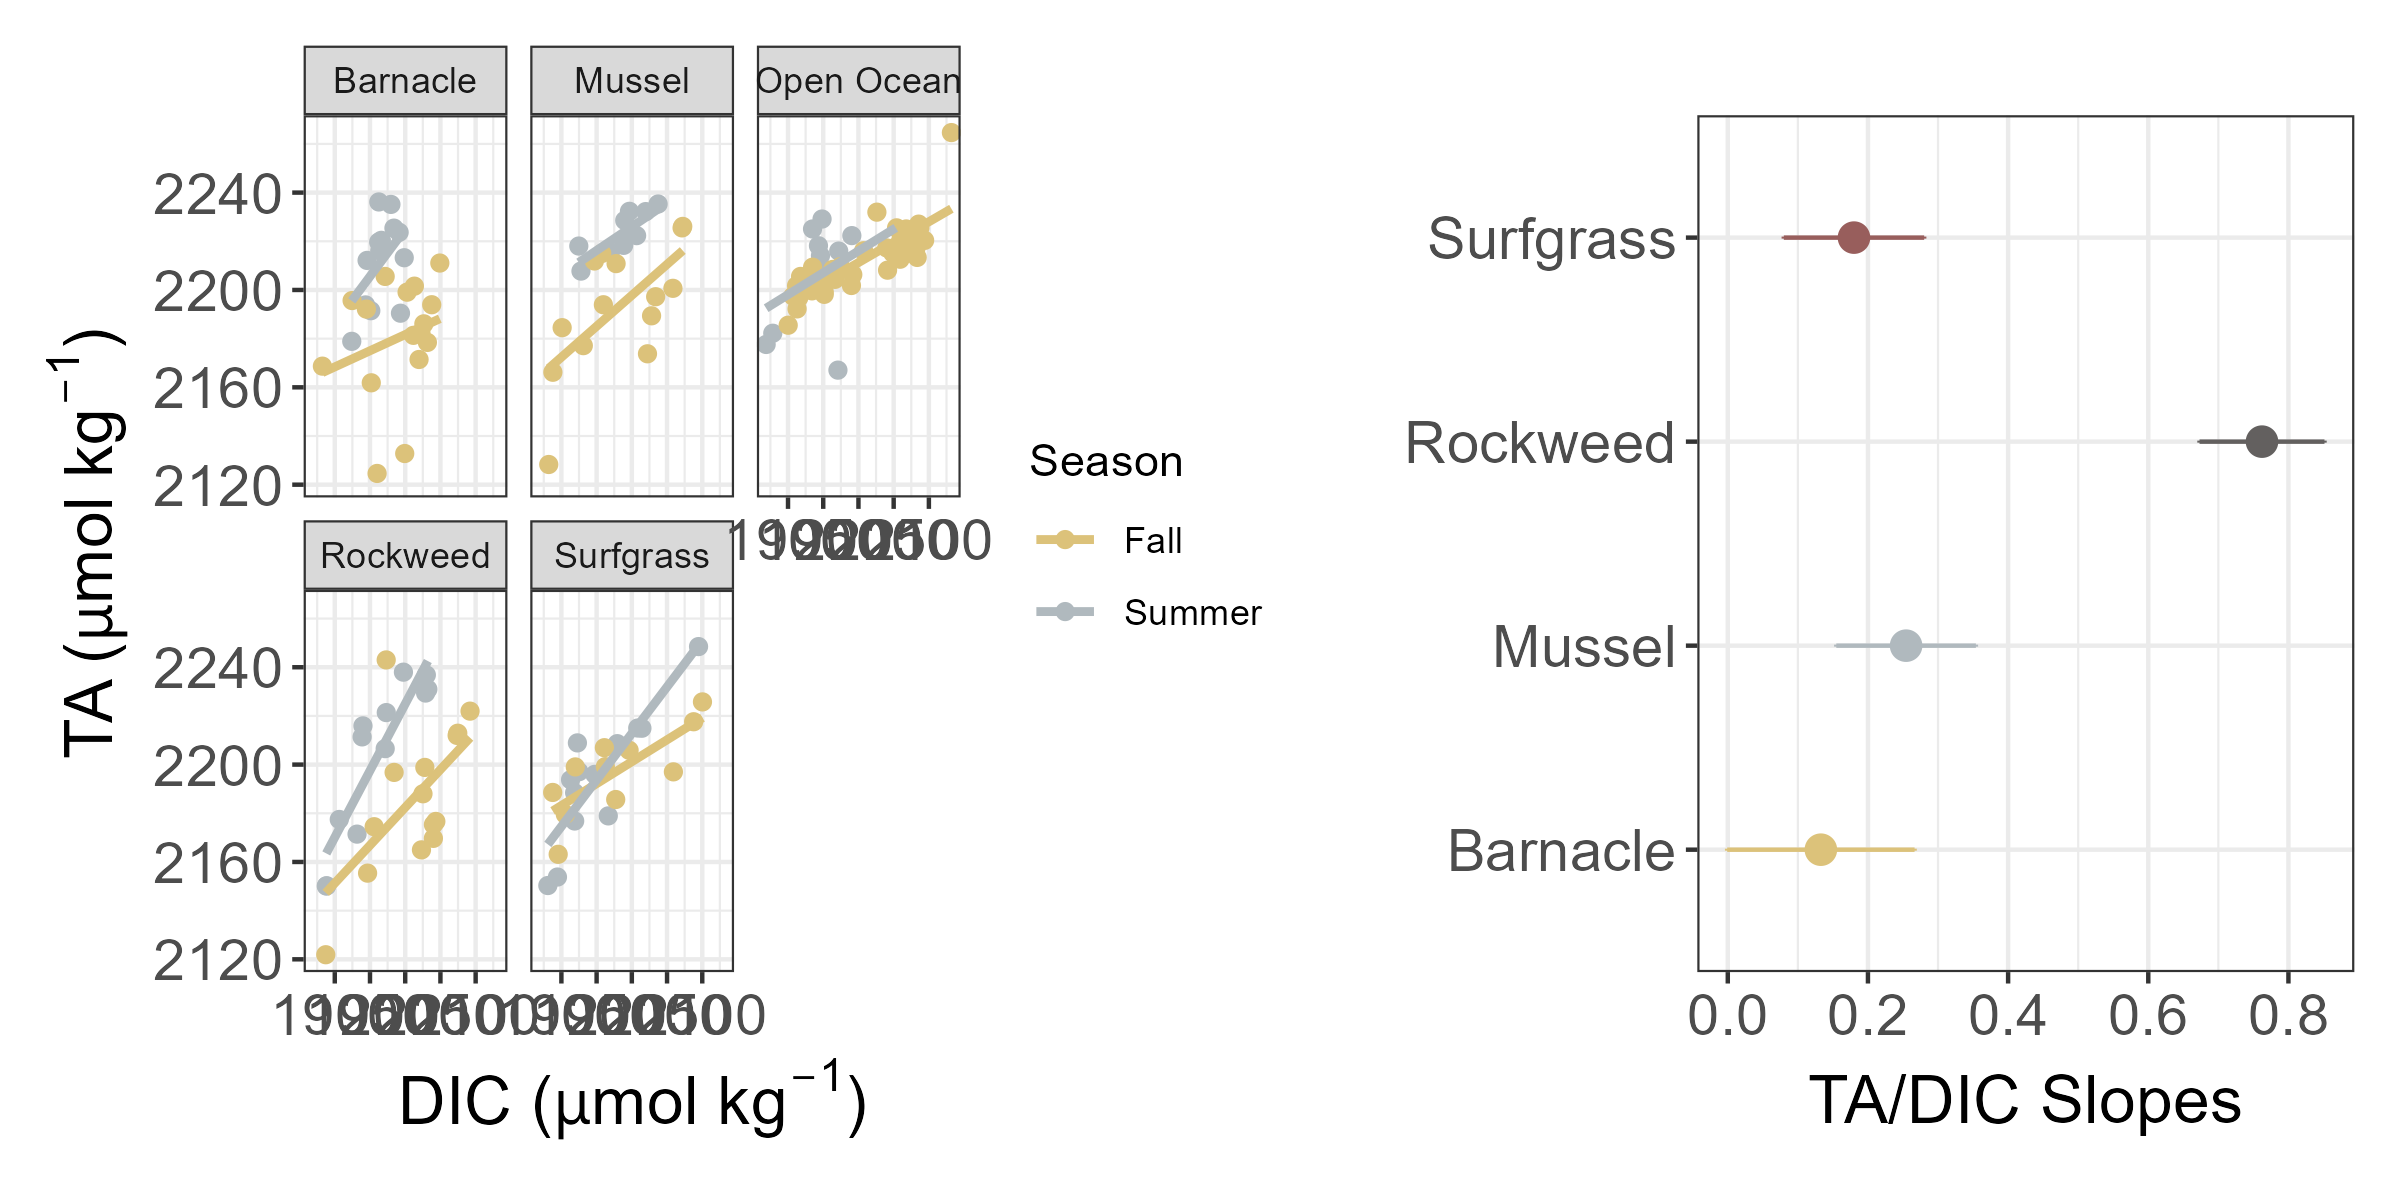 Barnacle
Mussel
Open Ocean
2240
2200
2160
2120
Rockweed
Surfgrass
2240
2200
2160
2120
TA (µmol kg⁻¹)
DIC (µmol kg⁻¹)
Season
Fall
Summer
Surfgrass
Rockweed
Mussel
Barnacle
0.0 0.2 0.4 0.6 0.8
TA/DIC Slopes